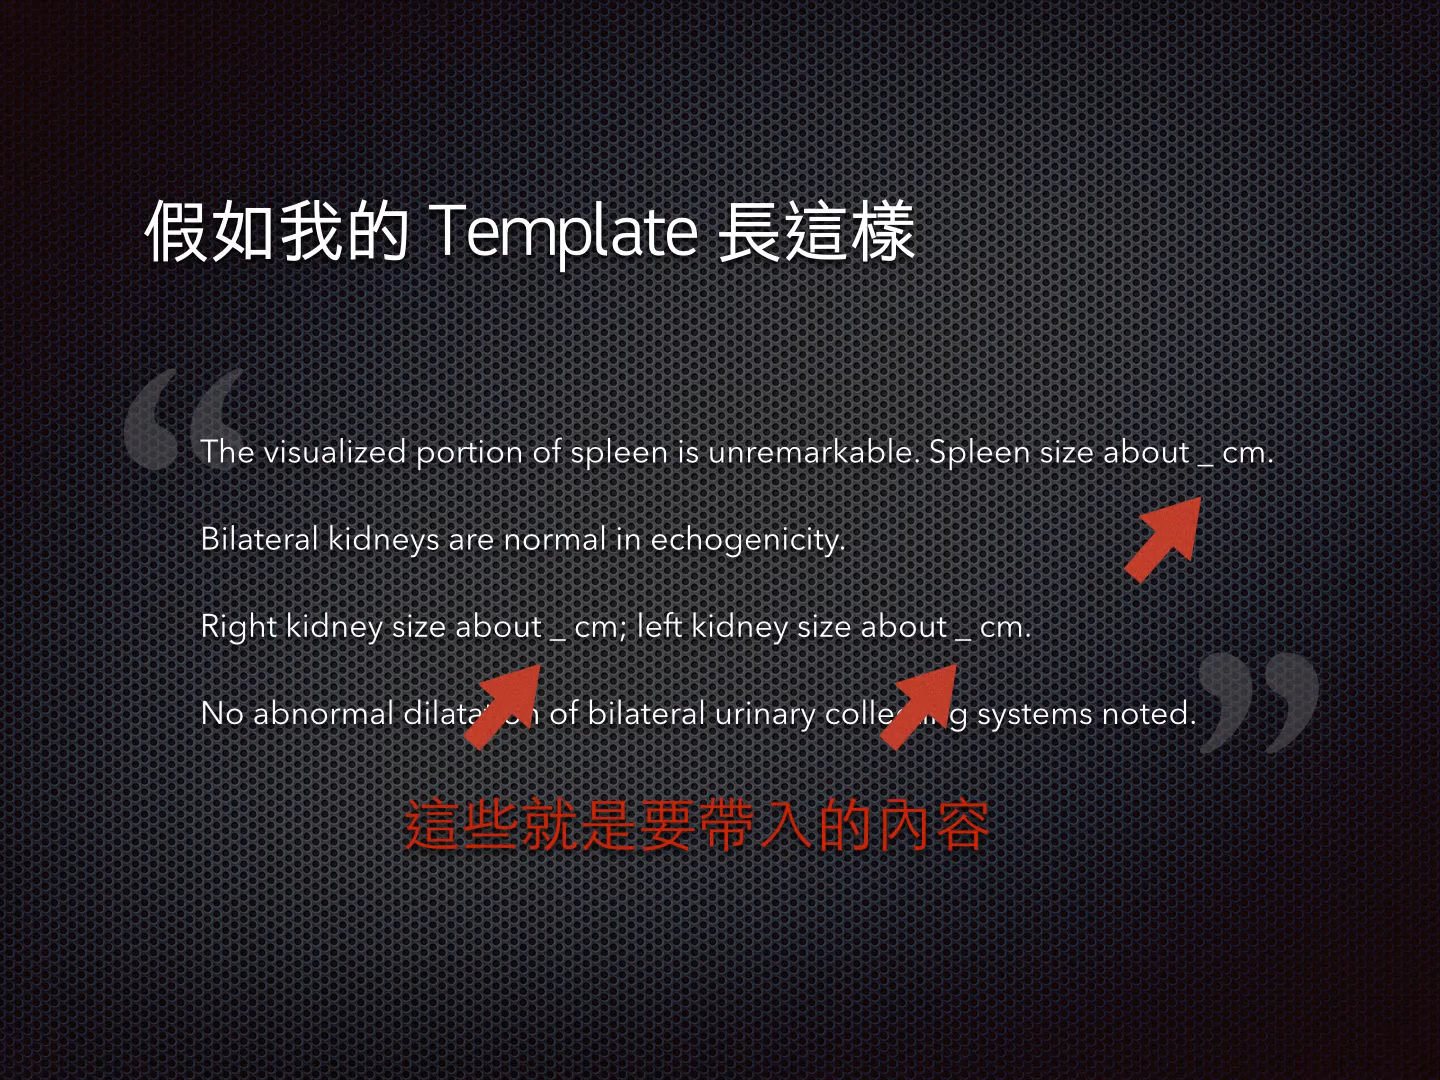 假如我的 Template 長這樣
The visualized portion of spleen is unremarkable. Spleen size about _ cm.
Bilateral kidneys are normal in echogenicity.
Right kidney size about _ cm; left kidney size about _ cm.
No abnormal dilatation of bilateral urinary collecting systems noted.
這些就是要帶入的內容